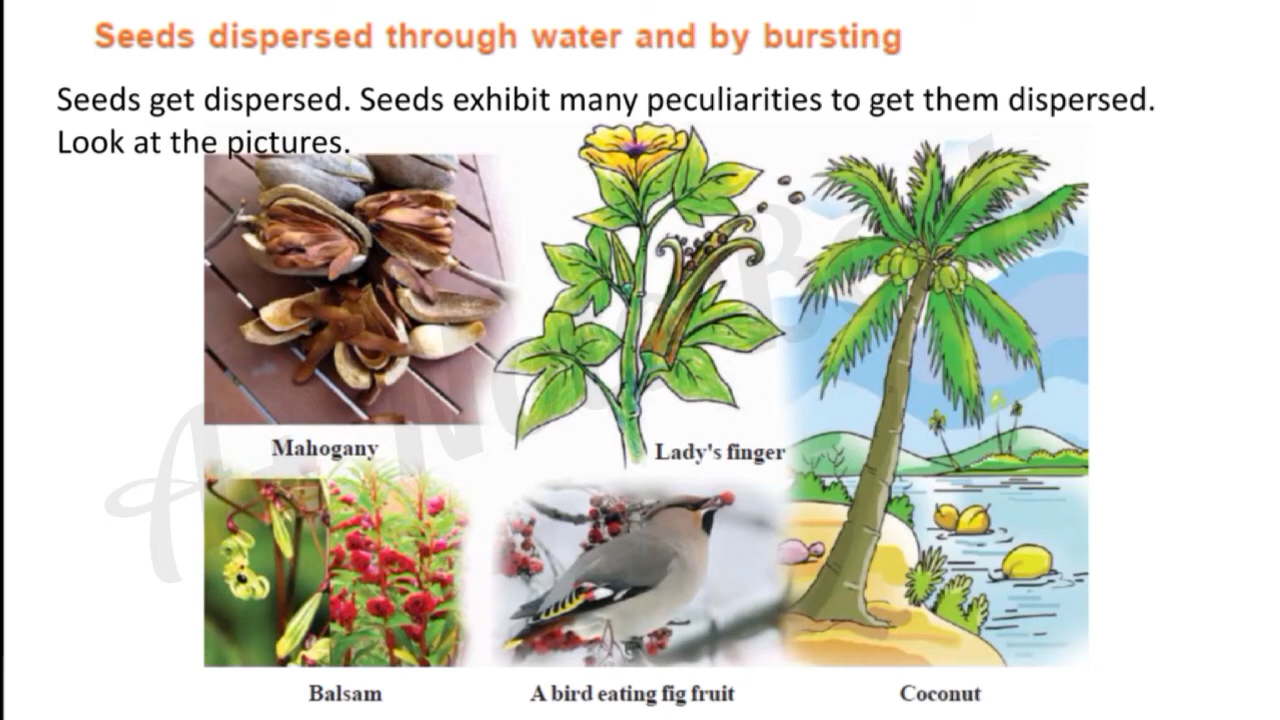 Seeds dispersed through water and by bursting
Seeds get dispersed. Seeds exhibit many peculiarities to get them dispersed.
Look at the pictures.
Mahogany
Lady's finger
Balsam
A bird eating fig fruit
Coconut